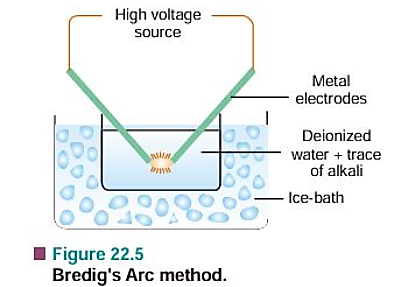 High voltage
source
Metal
electrodes
Deionized
water + trace
of alkali
Ice-bath
Figure 22.5
Bredig's Arc method.